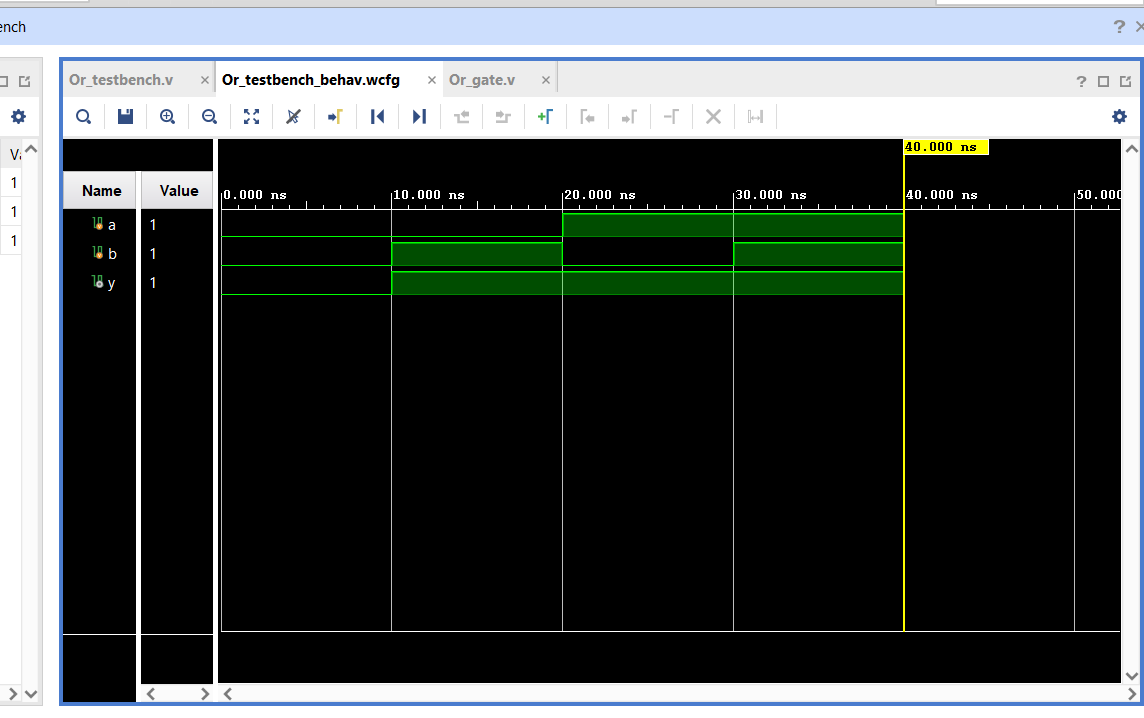 ench
Or_testbench.v
Or_testbench_behav.wcfg
Or_gate.v
40.000 ns
Name
Value
0.000 ns
10.000 ns
20.000 ns
30.000 ns
40.000 ns
50.000
a
1
b
1
y
1
Va
1
1
1